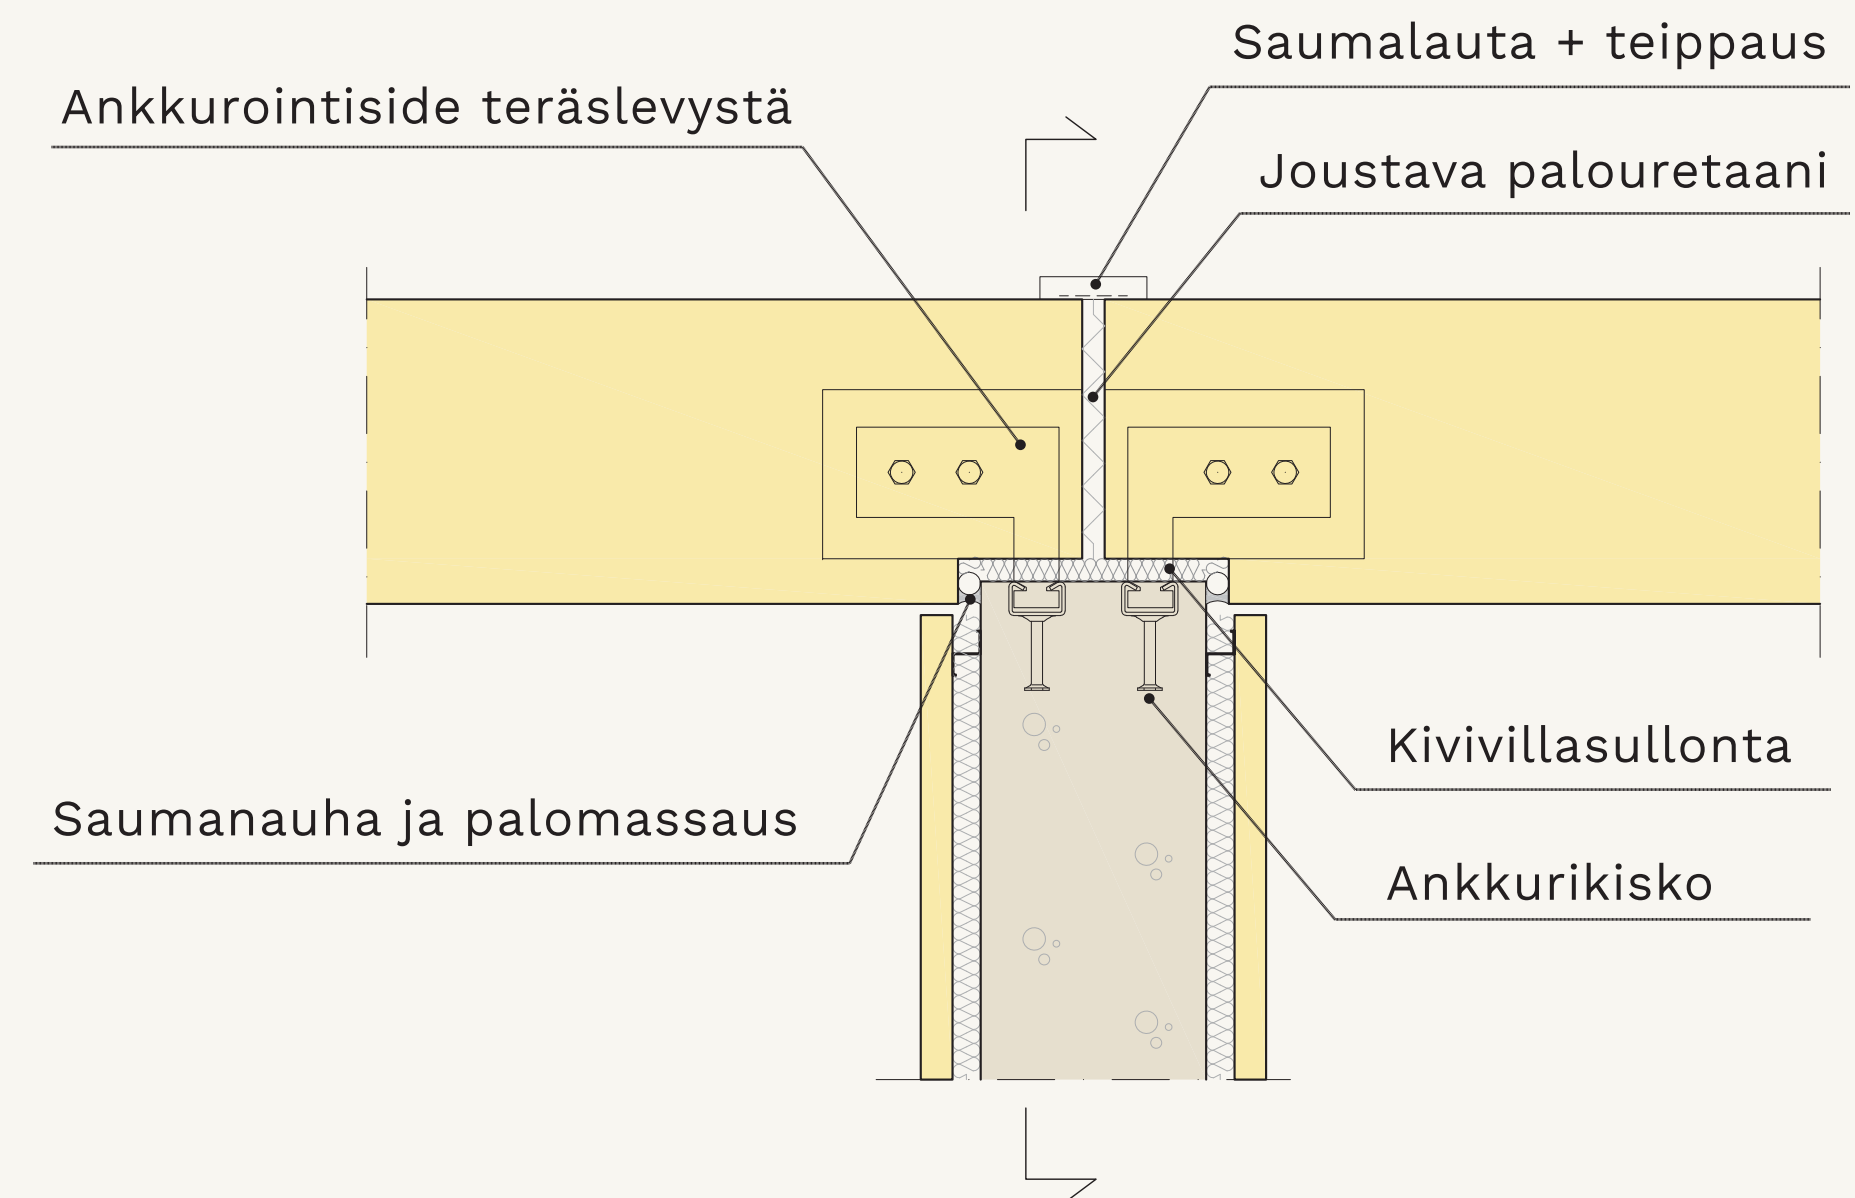 Saumalauta + teippaus
Ankkurointiside teräslevystä
Joustava palouretaani
Kivivillasullonta
Saumanauha ja palomassaus
Ankkurikisko